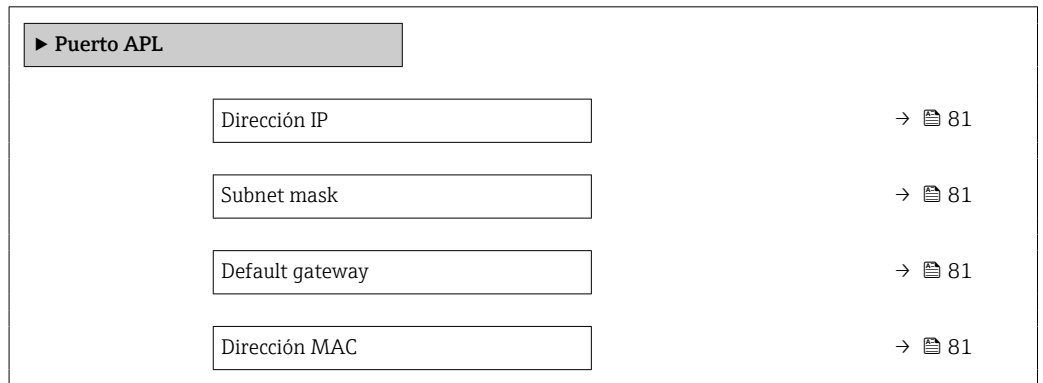 ▶ Puerto APL
Dirección IP → 81
Subnet mask → 81
Default gateway → 81
Dirección MAC → 81